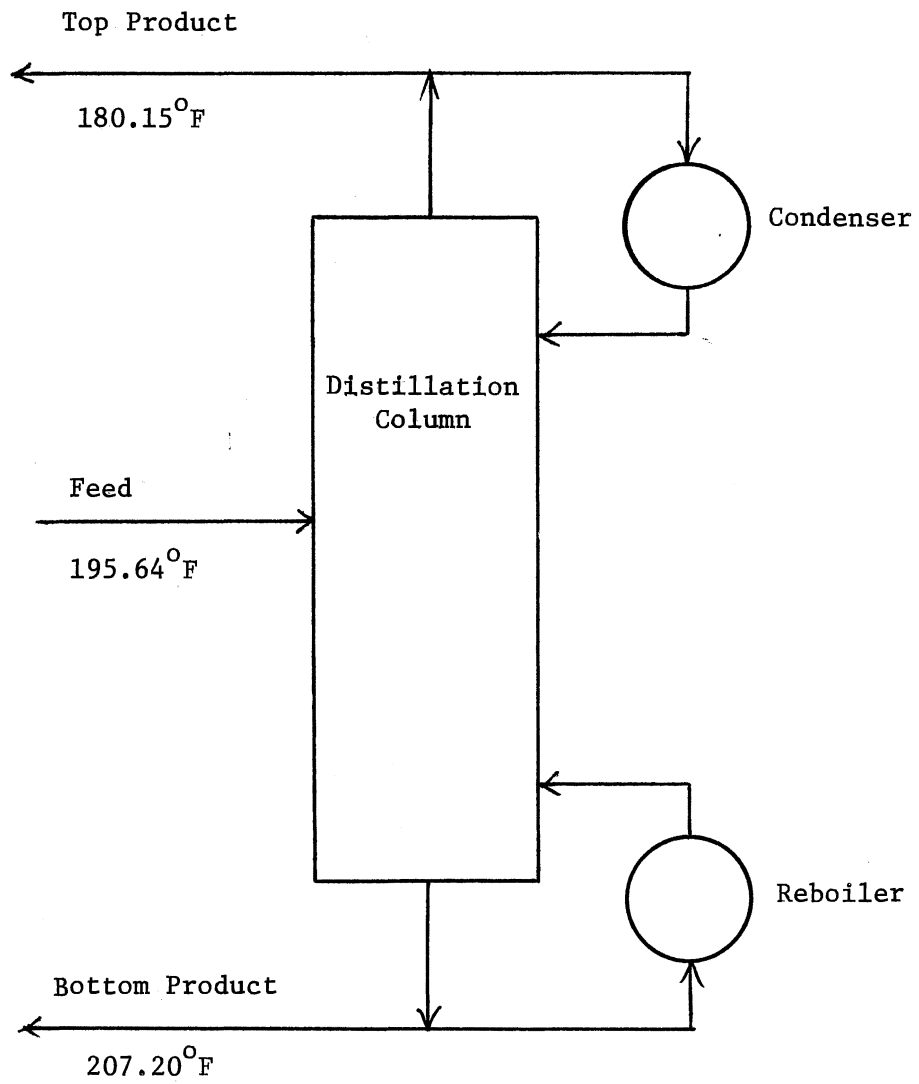 Top Product
180.15°F
Condenser
Distillation
Column
Feed
195.64°F
Reboiler
Bottom Product
207.20°F